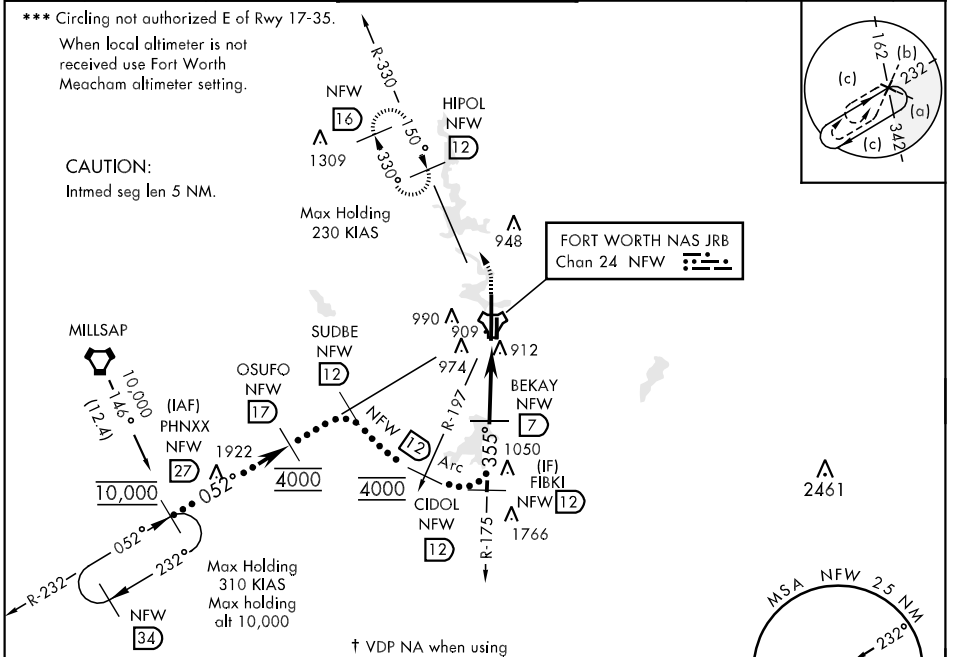 *** Circling not authorized E of Rwy 17-35.
When local altimeter is not
received use Fort Worth
Meacham altimeter setting.
CAUTION:
Intmed seg len 5 NM.
R-330
NFW
16
1309
150°
330°
HIPOL
NFW
12
Max Holding
230 KIAS
948
FORT WORTH NAS JRB
Chan 24 NFW
162
(b)
232
(c)
(a)
(c)
342
990
909
974
912
MILLSAP
10,000
146°
(12.4)
(IAF)
PHNXX
NFW
27
10,000
1922
052°
OSUFO
NFW
17
4000
SUDBE
NFW
12
NFW
12
Arc
4000
R-197
CIDOL
NFW
12
BEKAY
NFW
7
355°
1050
(IF)
FIBKI
NFW
12
1766
R-175
2461
R-232
052°
232°
NFW
34
Max Holding
310 KIAS
Max holding
alt 10,000
† VDP NA when using
MSA NFW 25 NM
232°